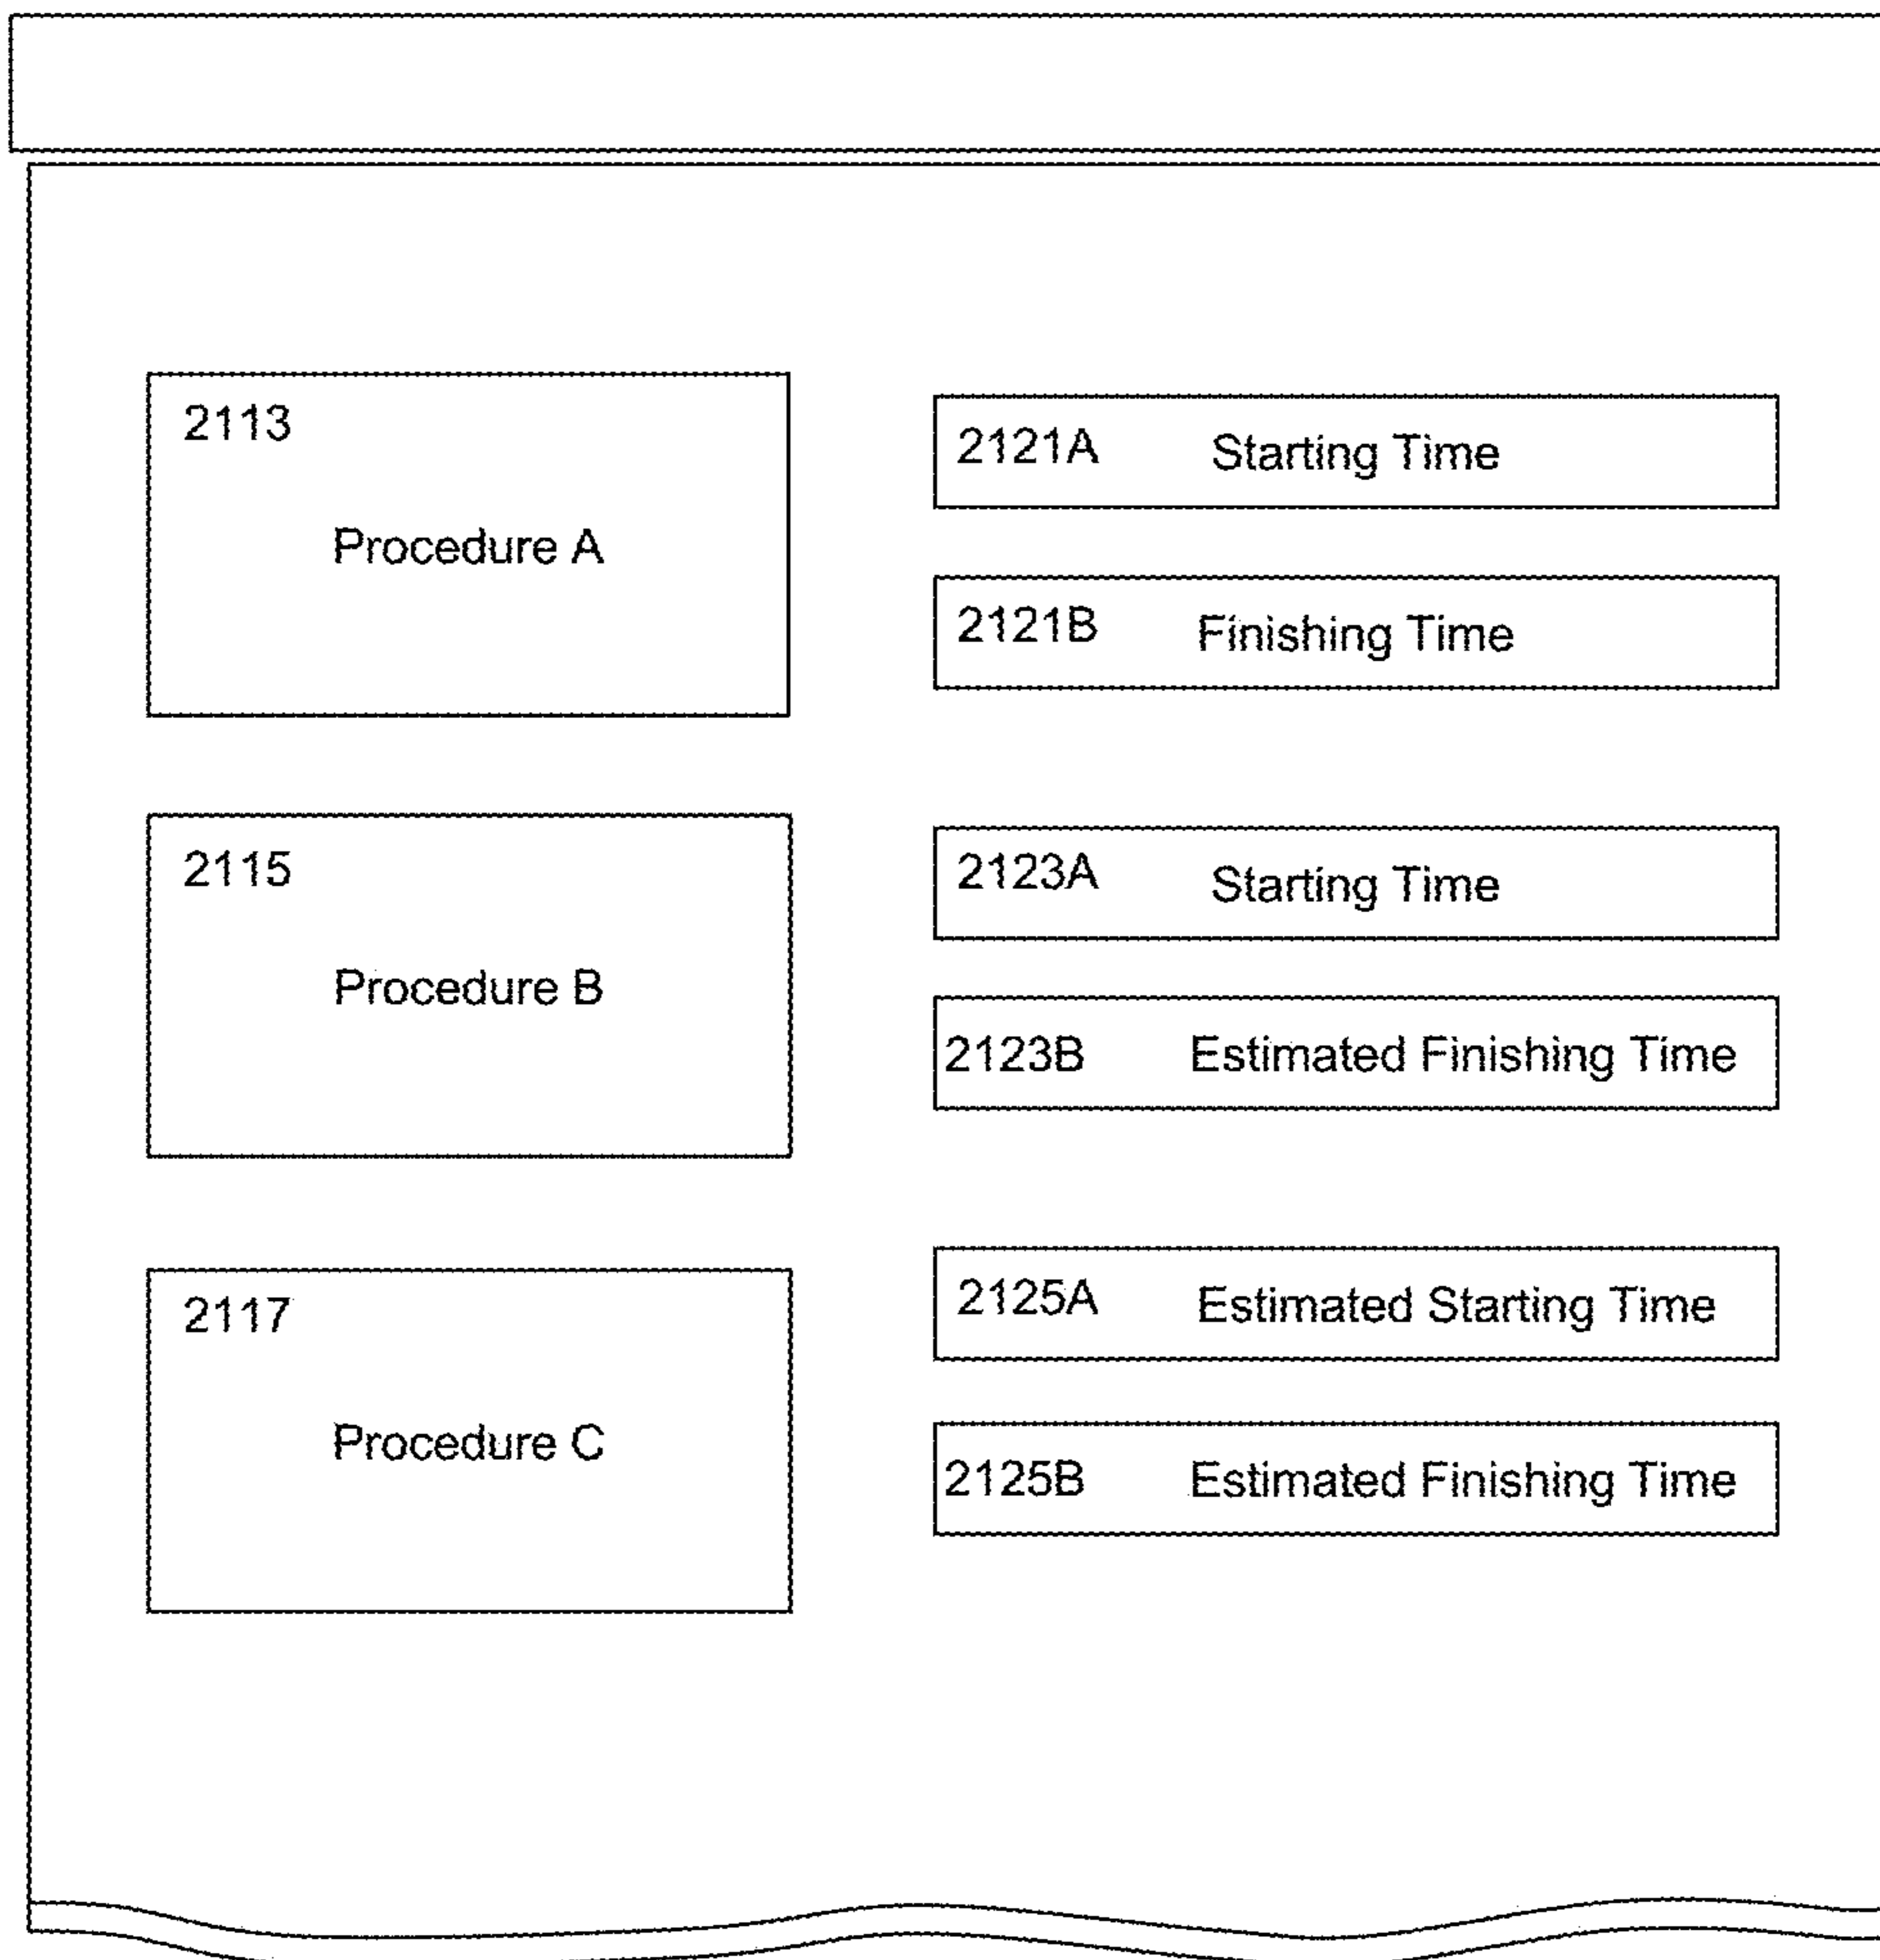 2113
Procedure A
2121A Starting Time
2121B Finishing Time
2115
Procedure B
2123A Starting Time
2123B Estimated Finishing Time
2117
Procedure C
2125A Estimated Starting Time
2125B Estimated Finishing Time